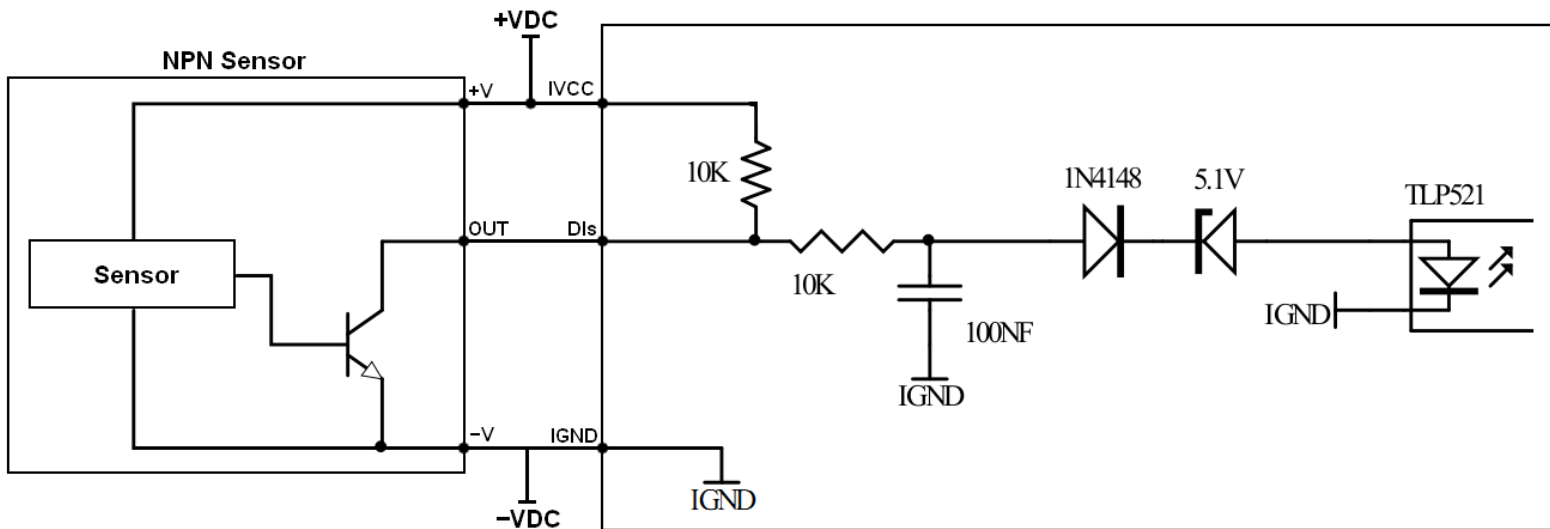 +VDC
NPN Sensor
+V
IVCC
10K
1N4148
5.1V
TLP521
OUT
DIs
Sensor
10K
100NF
IGND
IGND
−V
IGND
IGND
−VDC